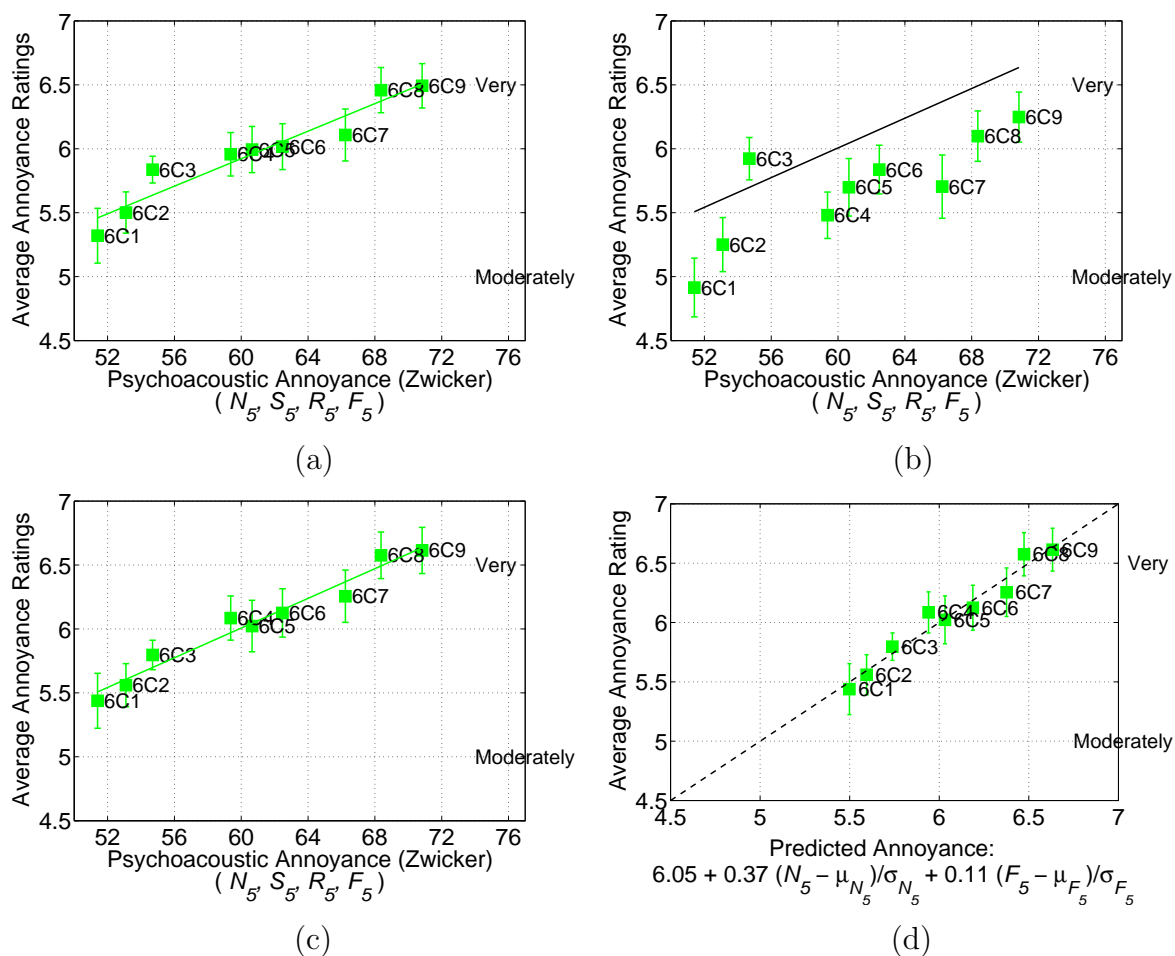 7
6.5
6
5.5
5
4.5
Average Annoyance Ratings
6C1
6C2
6C3
6C4
6C5
6C6
6C7
6C8
6C9
Very
Moderately
52 56 60 64 68 72 76
Psychoacoustic Annoyance (Zwicker)
( N5, S5, R5, F5 )
(a)
7
6.5
6
5.5
5
4.5
Average Annoyance Ratings
6C1
6C2
6C3
6C4
6C5
6C6
6C7
6C8
6C9
Very
Moderately
52 56 60 64 68 72 76
Psychoacoustic Annoyance (Zwicker)
( N5, S5, R5, F5 )
(b)
7
6.5
6
5.5
5
4.5
Average Annoyance Ratings
6C1
6C2
6C3
6C4
6C5
6C6
6C7
6C8
6C9
Very
Moderately
52 56 60 64 68 72 76
Psychoacoustic Annoyance (Zwicker)
( N5, S5, R5, F5 )
(c)
7
6.5
6
5.5
5
4.5
Average Annoyance Rating
6C1
6C2
6C3
6C4
6C5
6C6
6C7
6C8
6C9
Very
Moderately
4.5 5 5.5 6 6.5 7
Predicted Annoyance:
6.05 + 0.37 (N5 − μN5)/σN5 + 0.11 (F5 − μF5)/σF5
(d)